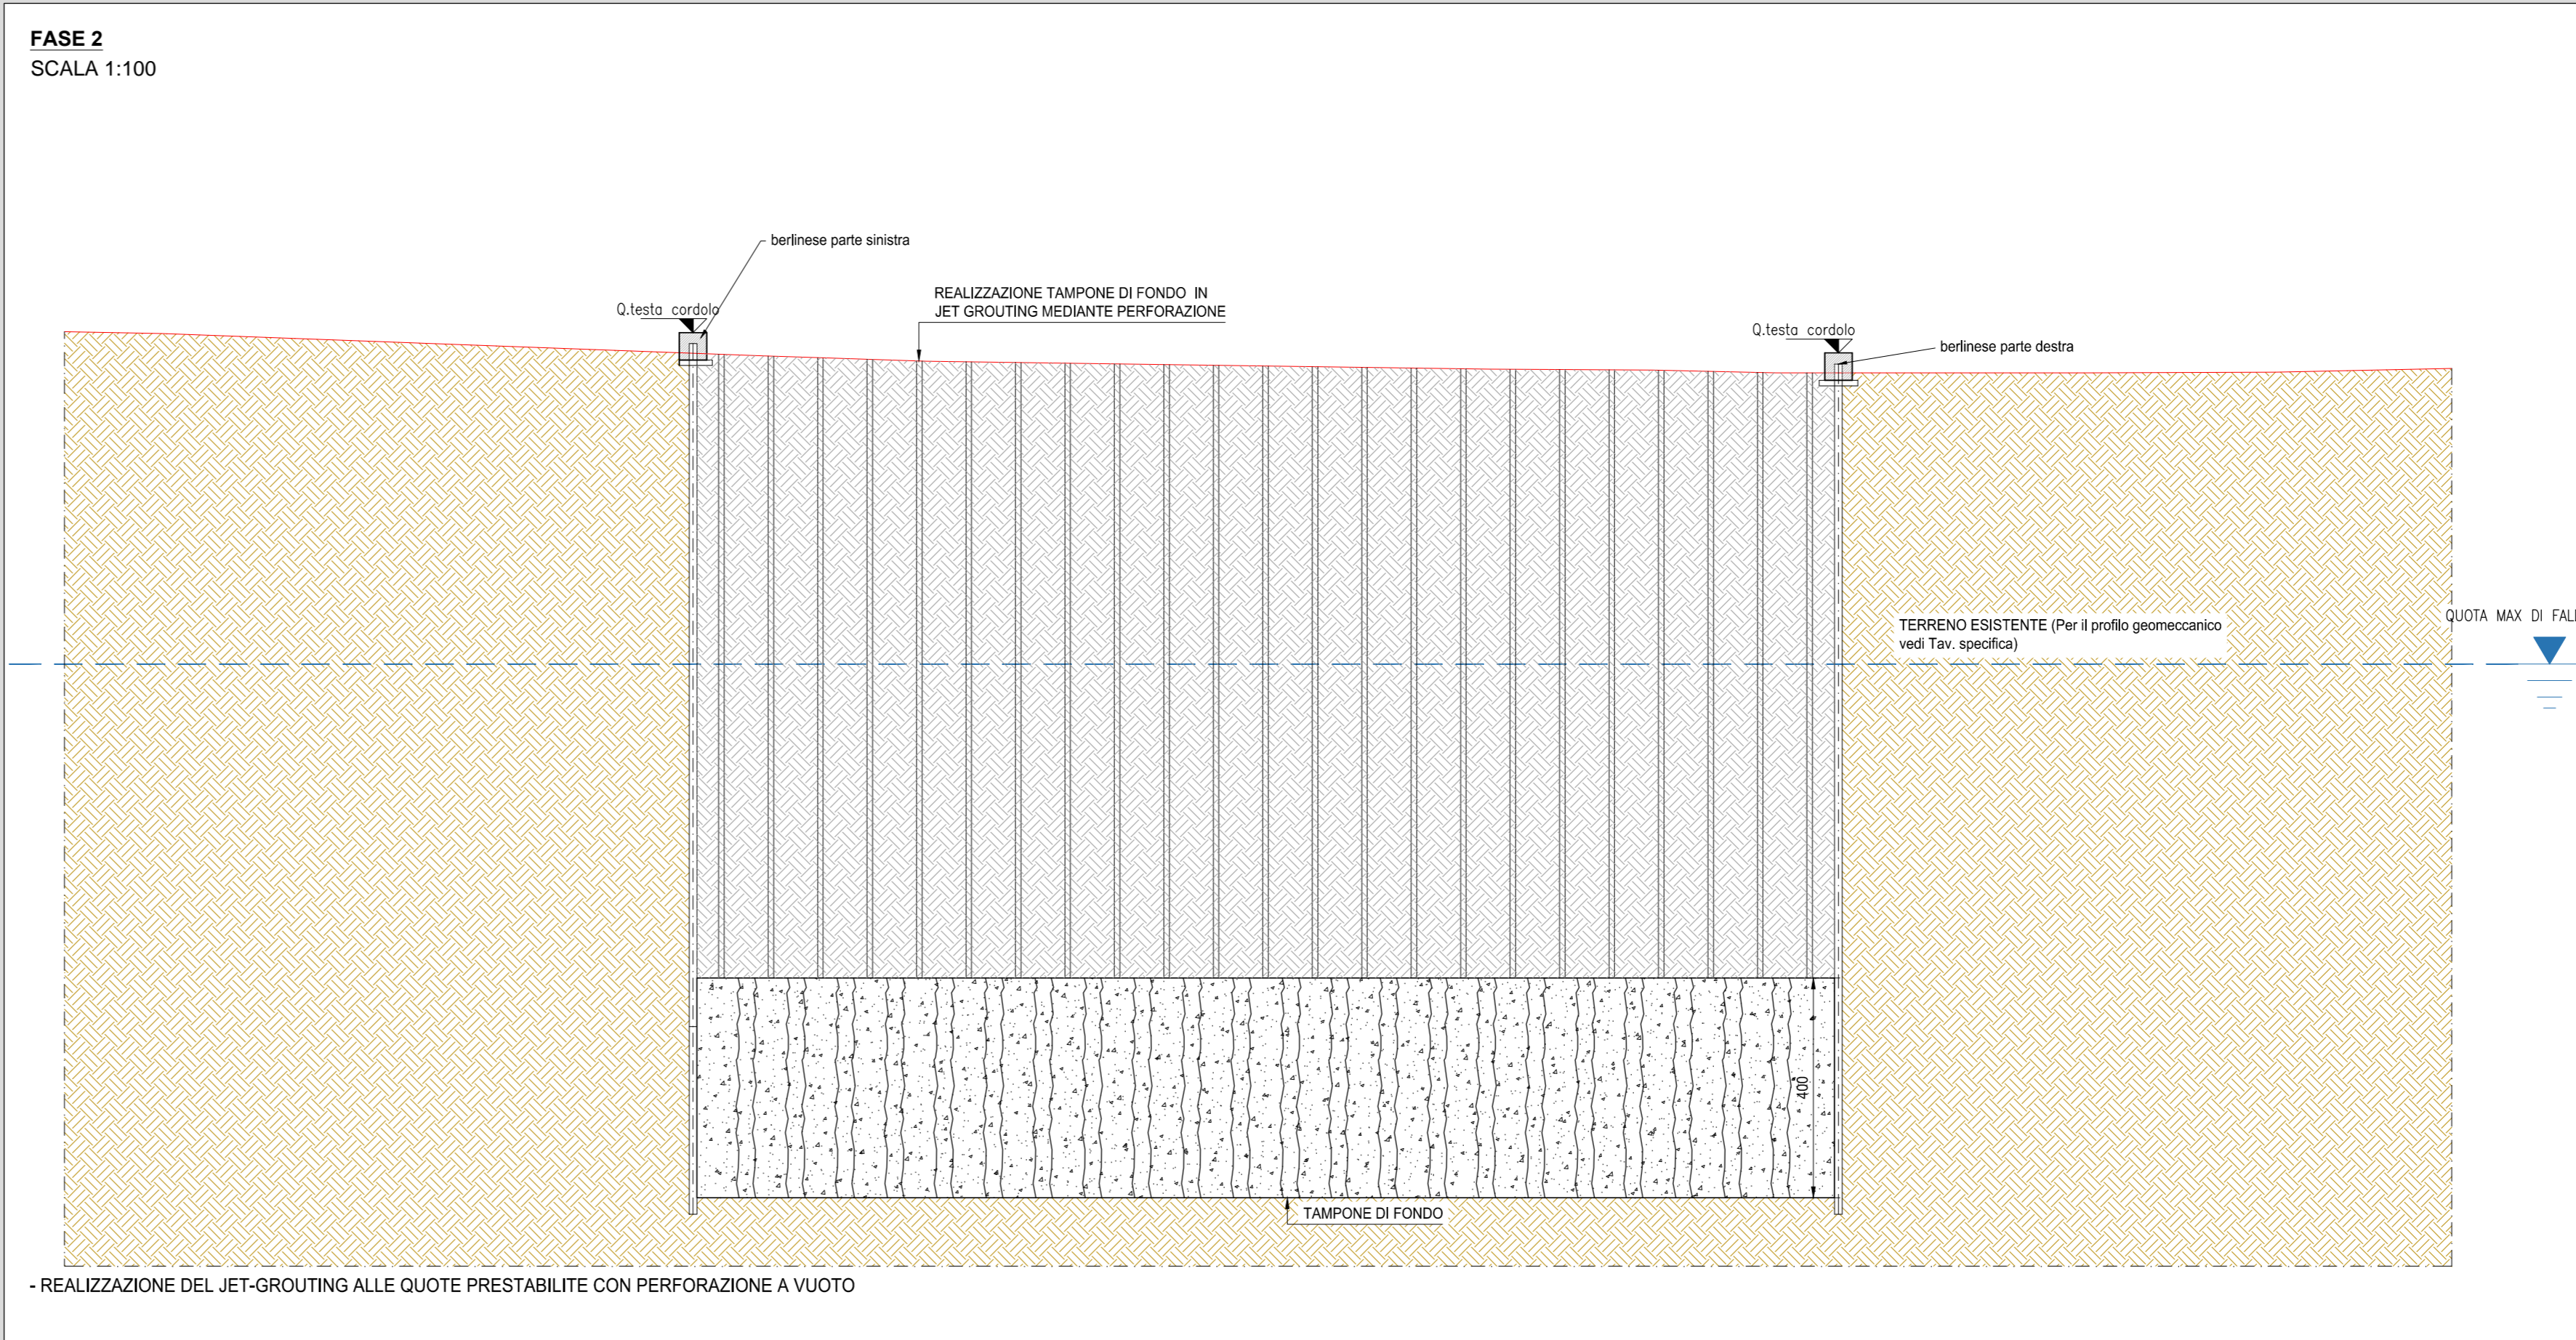 FASE 2
SCALA 1:100
berlinese parte sinistra
REALIZZAZIONE TAMPONE DI FONDO IN
JET GROUTING MEDIANTE PERFORAZIONE
Q.testa cordolo
Q.testa cordolo
berlinese parte destra
QUOTA MAX DI FAL
TERRENO ESISTENTE (Per il profilo geomeccanico
vedi Tav. specifica)
400
TAMPONE DI FONDO
- REALIZZAZIONE DEL JET-GROUTING ALLE QUOTE PRESTABILITE CON PERFORAZIONE A VUOTO